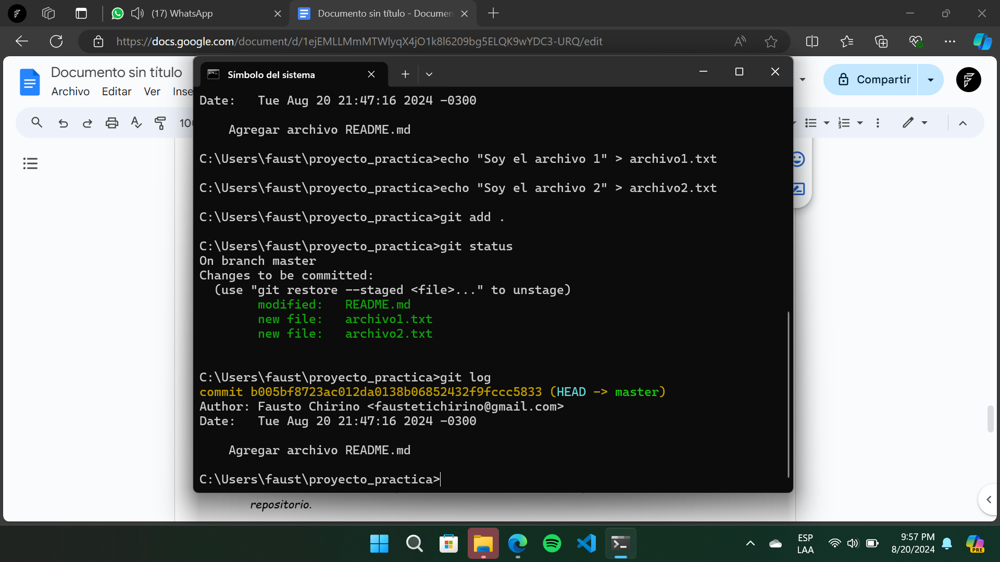 (17) WhatsApp
Documento sin título - Documen
https://docs.google.com/document/d/1ejEMLLMmMTWlyqX4jO1k8l6209bg5ELQK9wYDC3-URQ/edit
Documento sin título
Archivo Editar Ver Inse
Compartir
100
Símbolo del sistema
Date:   Tue Aug 20 21:47:16 2024 -0300
Agregar archivo README.md
C:\Users\faust\proyecto_practica>echo "Soy el archivo 1" > archivo1.txt
C:\Users\faust\proyecto_practica>echo "Soy el archivo 2" > archivo2.txt
C:\Users\faust\proyecto_practica>git add .
C:\Users\faust\proyecto_practica>git status
On branch master
Changes to be committed:
(use "git restore --staged <file>..." to unstage)
modified:   README.md
new file:   archivo1.txt
new file:   archivo2.txt
C:\Users\faust\proyecto_practica>git log
commit b005bf8723ac012da0138b06852432f9fccc5833 (HEAD -> master)
Author: Fausto Chirino <faustetichirino@gmail.com>
Date:   Tue Aug 20 21:47:16 2024 -0300
Agregar archivo README.md
C:\Users\faust\proyecto_practica>
repositorio.
ESP
LAA
9:57 PM
8/20/2024
PRE